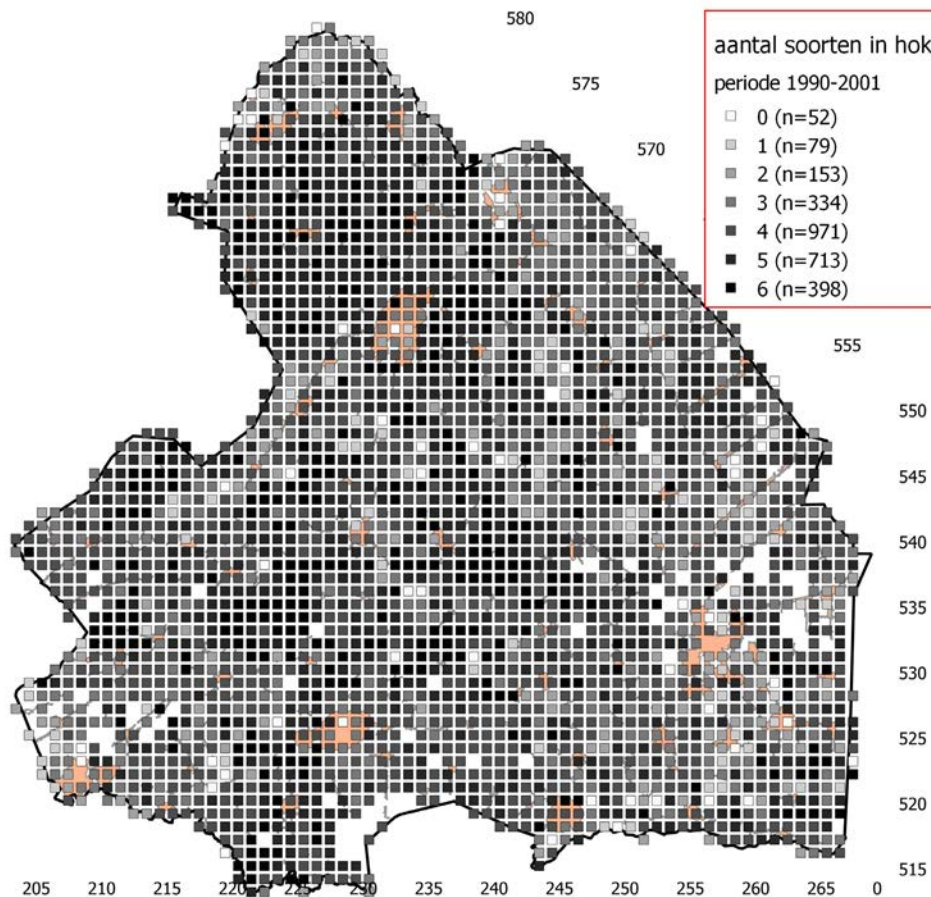 580
575
570
555
550
545
540
535
530
525
520
515
aantal soorten in hok
periode 1990-2001
0 (n=52)
1 (n=79)
2 (n=153)
3 (n=334)
4 (n=971)
5 (n=713)
6 (n=398)
205 210 215 220 225 230 235 240 245 250 255 260 265 0